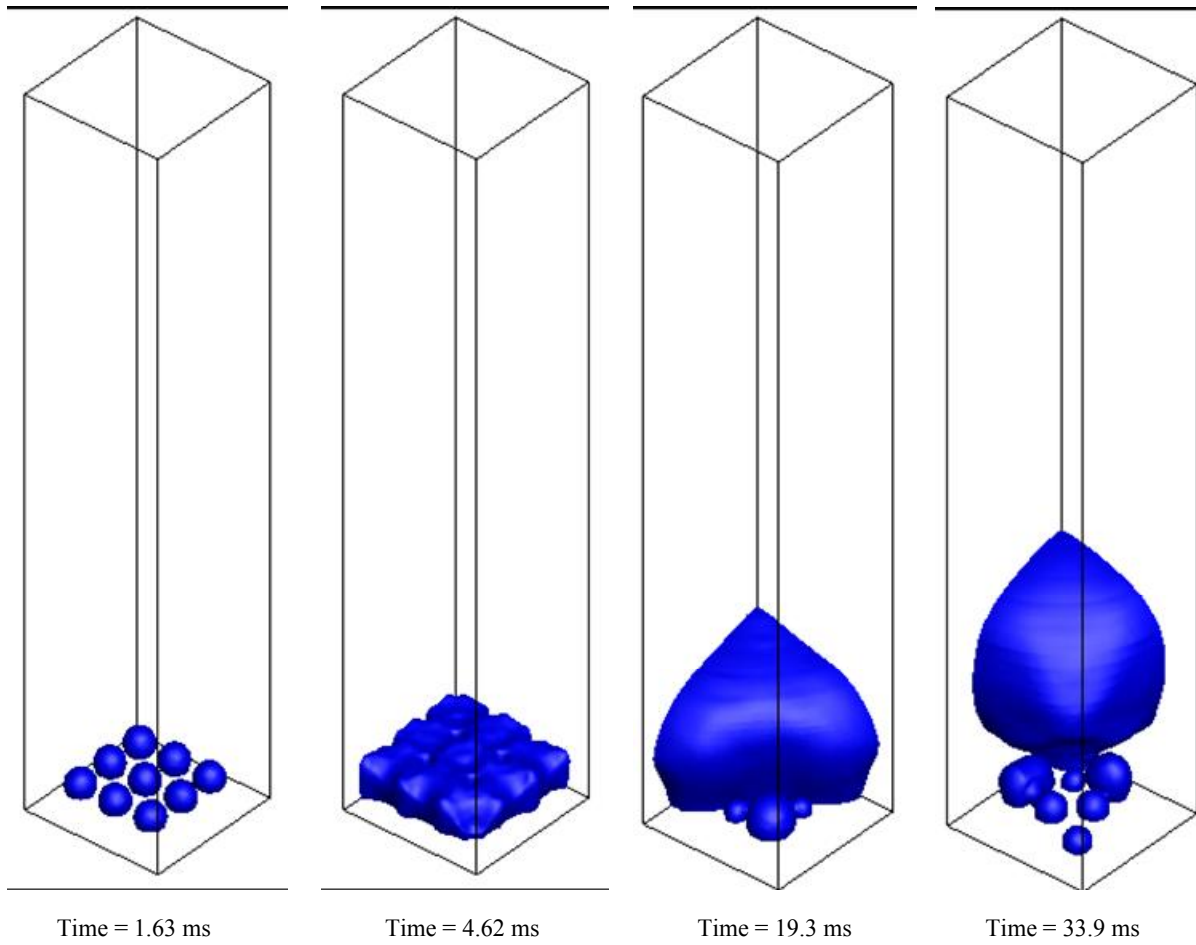 Time = 1.63 ms
Time = 4.62 ms
Time = 19.3 ms
Time = 33.9 ms